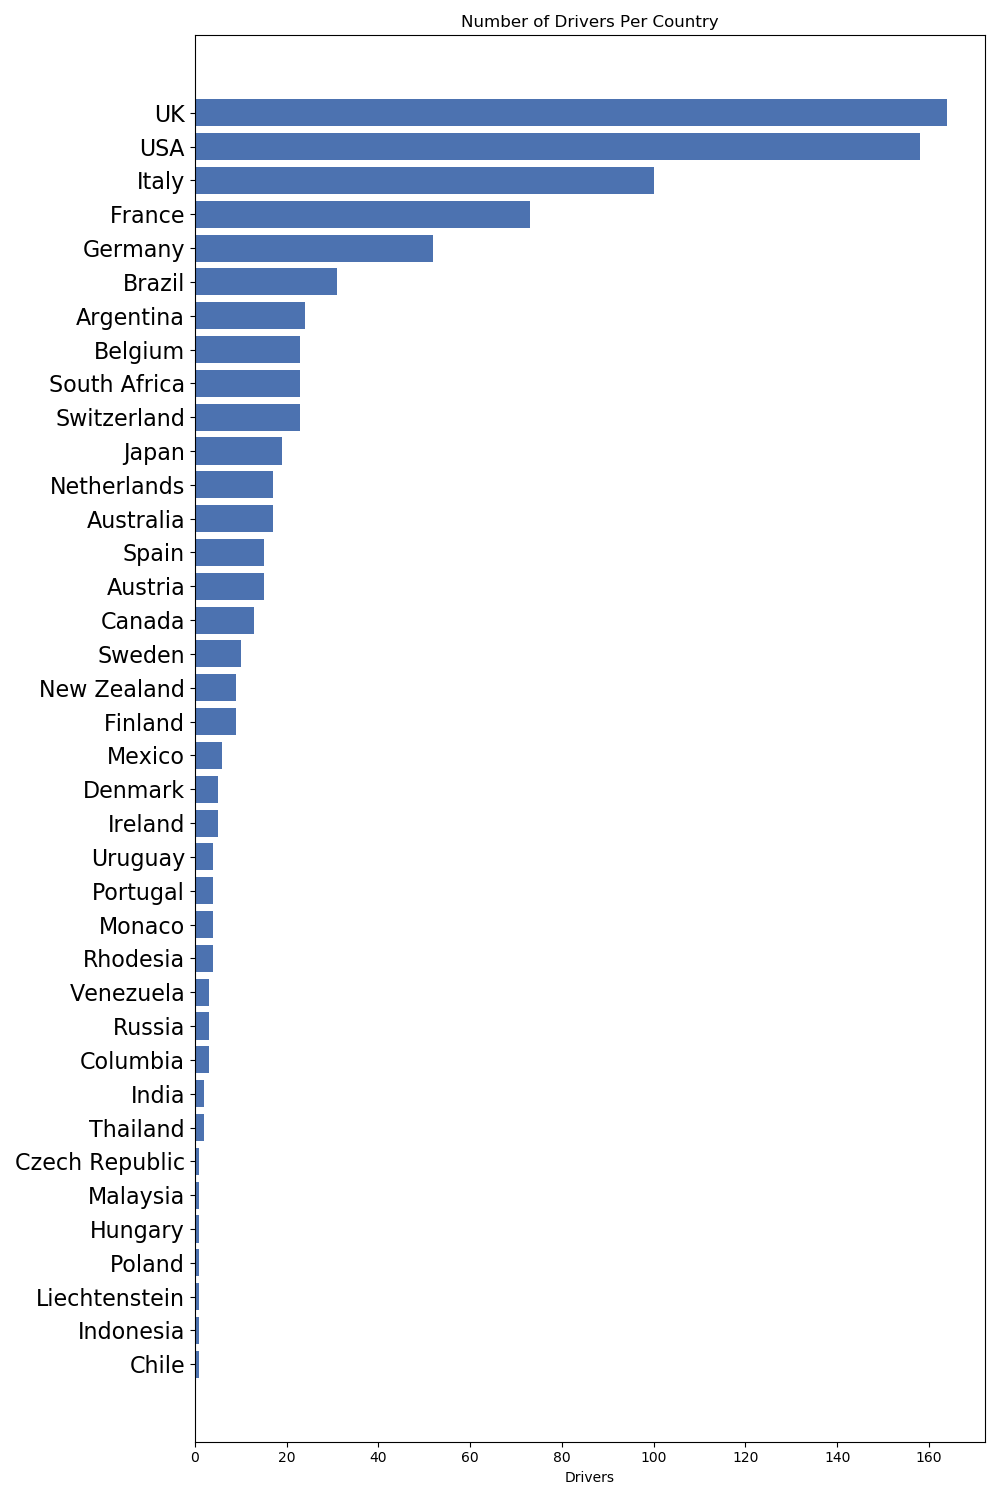 Number of Drivers Per Country
UK
USA
Italy
France
Germany
Brazil
Argentina
Belgium
South Africa
Switzerland
Japan
Netherlands
Australia
Spain
Austria
Canada
Sweden
New Zealand
Finland
Mexico
Denmark
Ireland
Uruguay
Portugal
Monaco
Rhodesia
Venezuela
Russia
Columbia
India
Thailand
Czech Republic
Malaysia
Hungary
Poland
Liechtenstein
Indonesia
Chile
0 20 40 60 80 100 120 140 160
Drivers